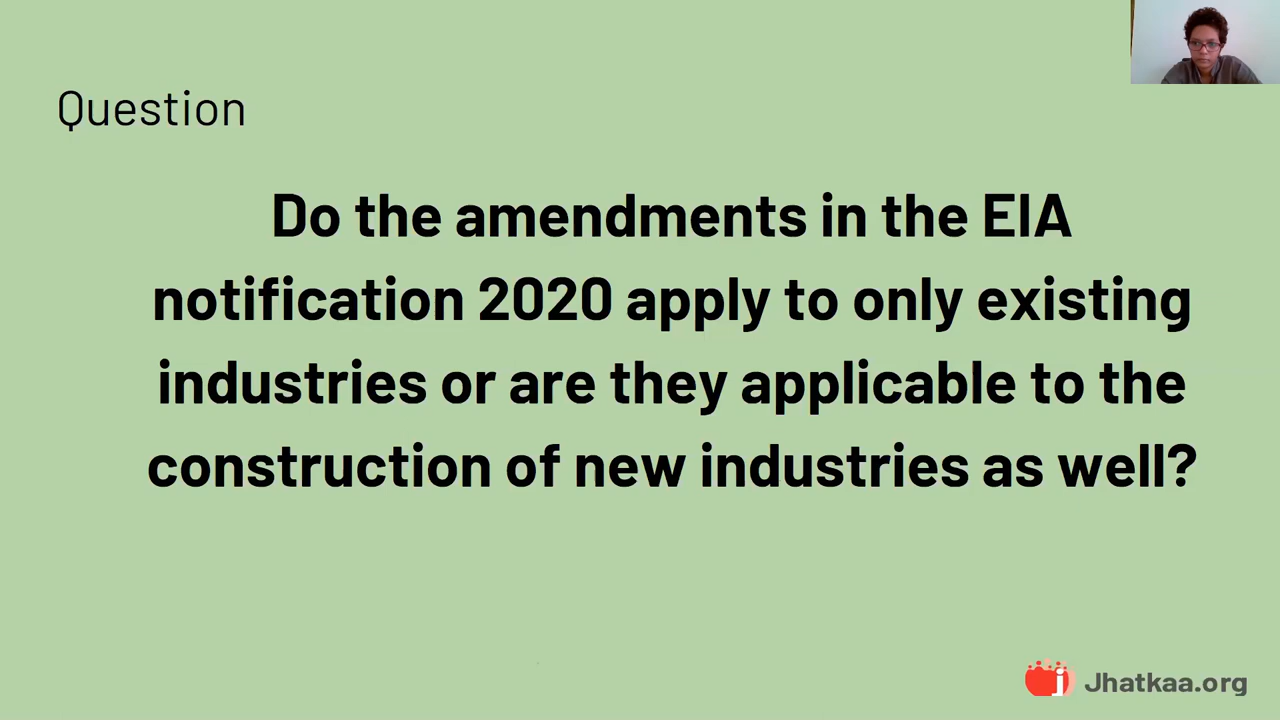 Question
Do the amendments in the EIA
notification 2020 apply to only existing
industries or are they applicable to the
construction of new industries as well?
j Jhatkaa.org